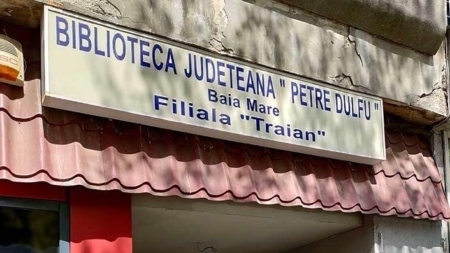 BIBLIOTECA JUDETEANA " PETRE DULFU "
Baia Mare
Filiala "Traian"